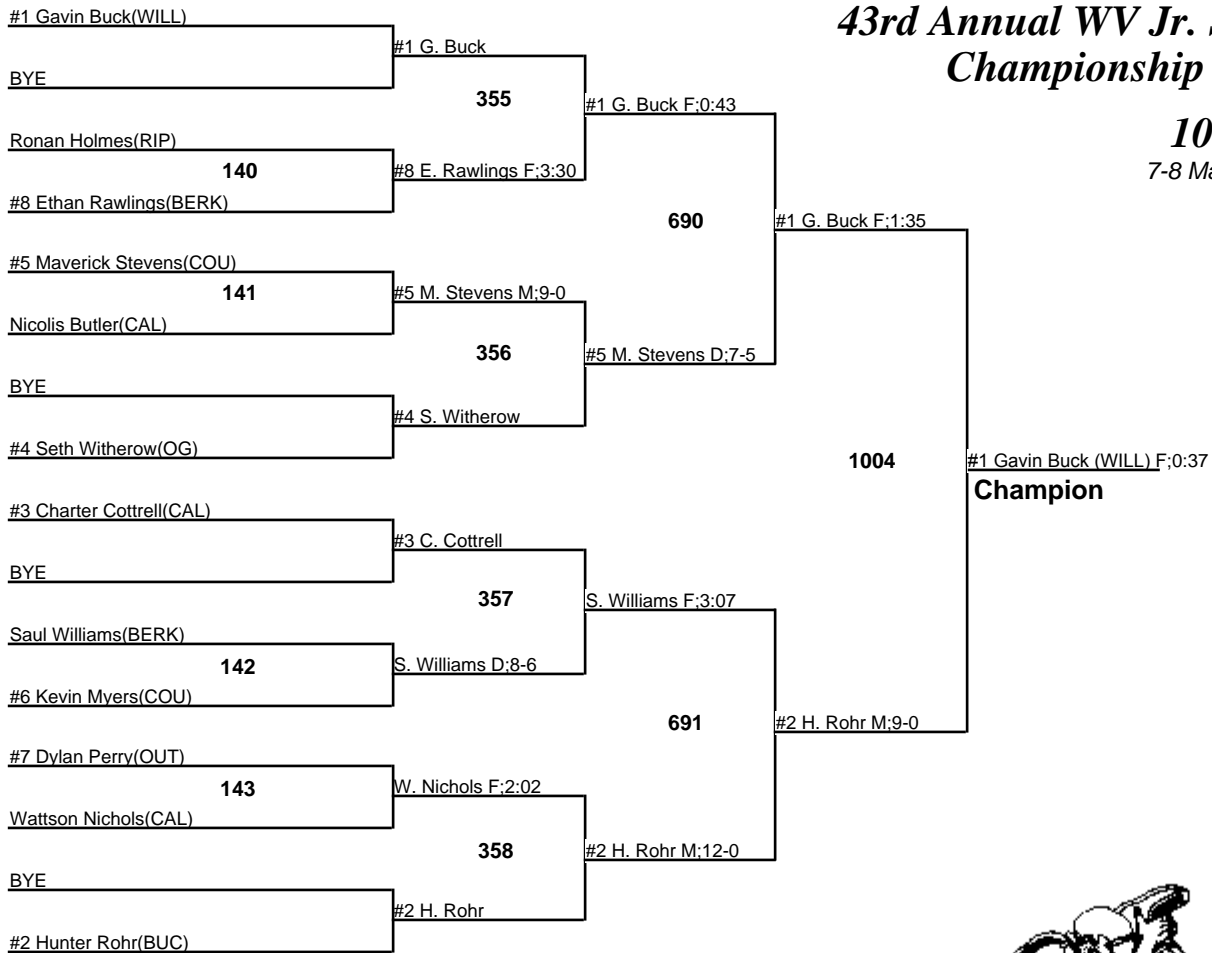 43rd Annual WV Jr.
Championship
10
7-8
#1 Gavin Buck(WILL)
BYE
Ronan Holmes(RIP)
140
#8 Ethan Rawlings(BERK)
#5 Maverick Stevens(COU)
141
Nicolis Butler(CAL)
BYE
#4 Seth Witherow(OG)
#3 Charter Cottrell(CAL)
BYE
Saul Williams(BERK)
142
#6 Kevin Myers(COU)
#7 Dylan Perry(OUT)
143
Wattson Nichols(CAL)
BYE
#2 Hunter Rohr(BUC)
#1 G. Buck
355
#8 E. Rawlings F;3:30
#5 M. Stevens M;9-0
356
#4 S. Witherow
#3 C. Cottrell
357
S. Williams D;8-6
W. Nichols F;2:02
358
#2 H. Rohr
#1 G. Buck F;0:43
690
#5 M. Stevens D;7-5
S. Williams F;3:07
691
#2 H. Rohr M;12-0
#1 G. Buck F;1:35
1004
#2 H. Rohr M;9-0
#1 Gavin Buck (WILL) F;0:37
Champion